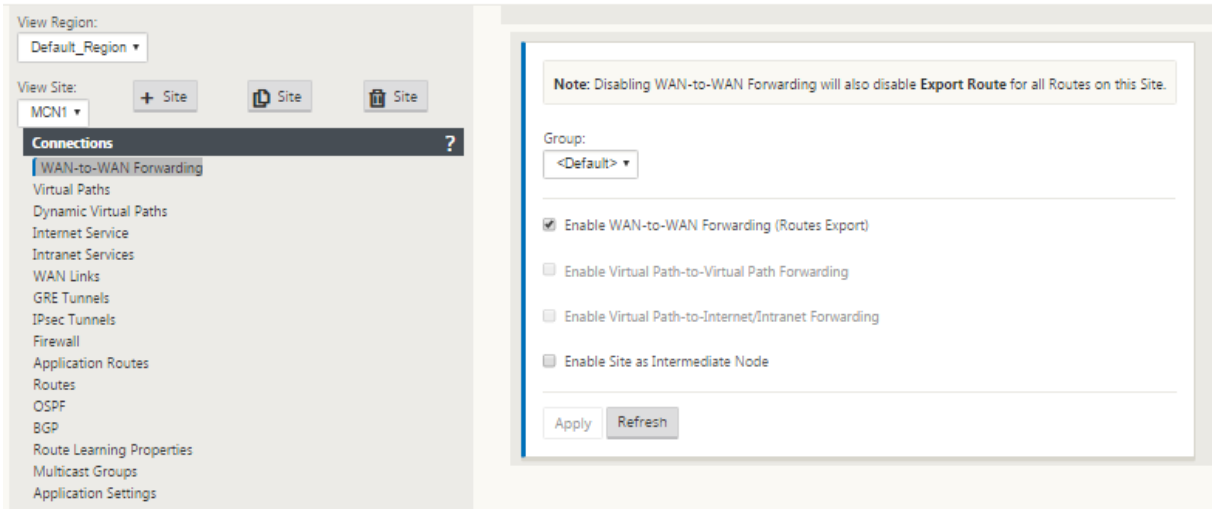 View Region:
Default_Region ▾
View Site:
+ Site
Site
Site
MCN1 ▾
Connections ?
WAN-to-WAN Forwarding
Virtual Paths
Dynamic Virtual Paths
Internet Service
Intranet Services
WAN Links
GRE Tunnels
IPsec Tunnels
Firewall
Application Routes
Routes
OSPF
BGP
Route Learning Properties
Multicast Groups
Application Settings
Note: Disabling WAN-to-WAN Forwarding will also disable Export Route for all Routes on this Site.
Group:
<Default> ▾
Enable WAN-to-WAN Forwarding (Routes Export)
Enable Virtual Path-to-Virtual Path Forwarding
Enable Virtual Path-to-Internet/Intranet Forwarding
Enable Site as Intermediate Node
Apply
Refresh